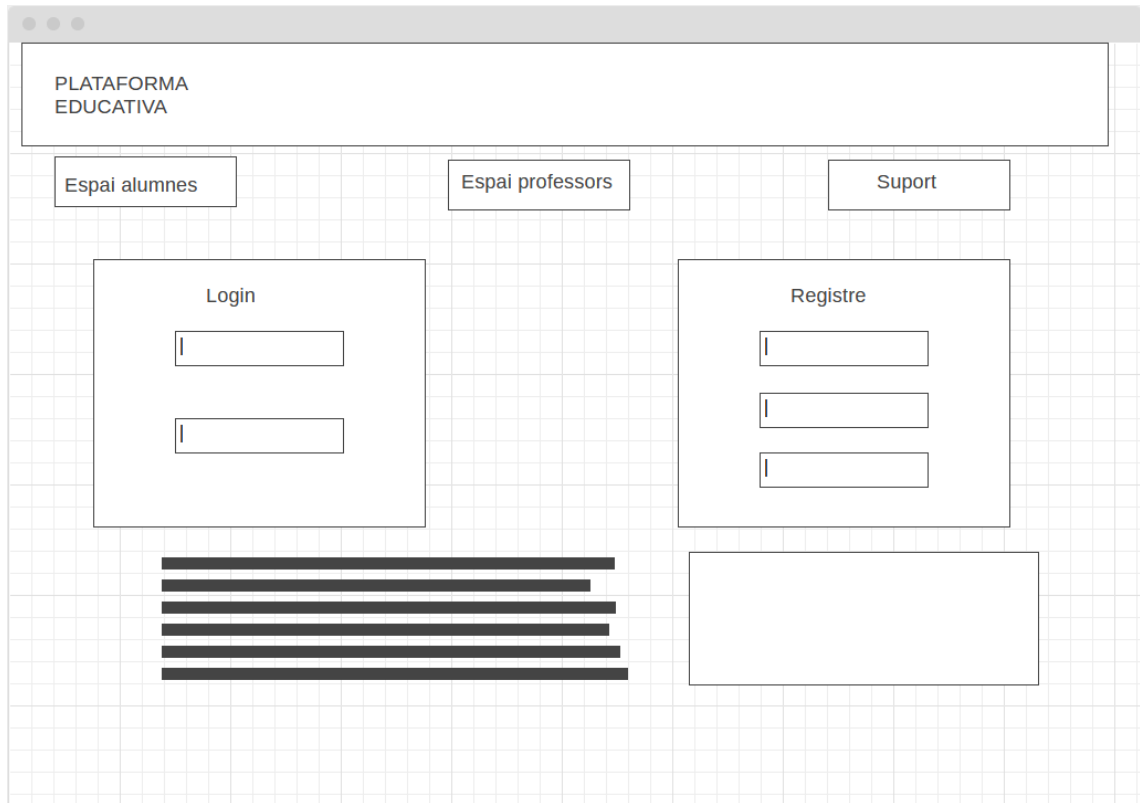 PLATAFORMA
EDUCATIVA
Espai alumnes
Espai professors
Suport
Login
Registre